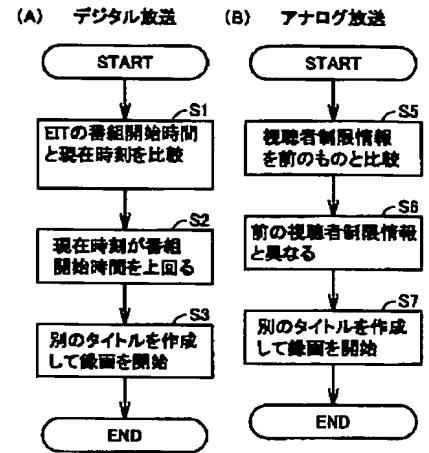 (A) デジタル放送
START
S1
EITの番組開始時間
と現在時刻を比較
S2
現在時刻が番組
開始時間を上回る
S3
別のタイトルを作成
して録画を開始
END
(B) アナログ放送
START
S5
視聴者制限情報
を前のものと比較
S6
前の視聴者制限情報
と異なる
S7
別のタイトルを作成
して録画を開始
END